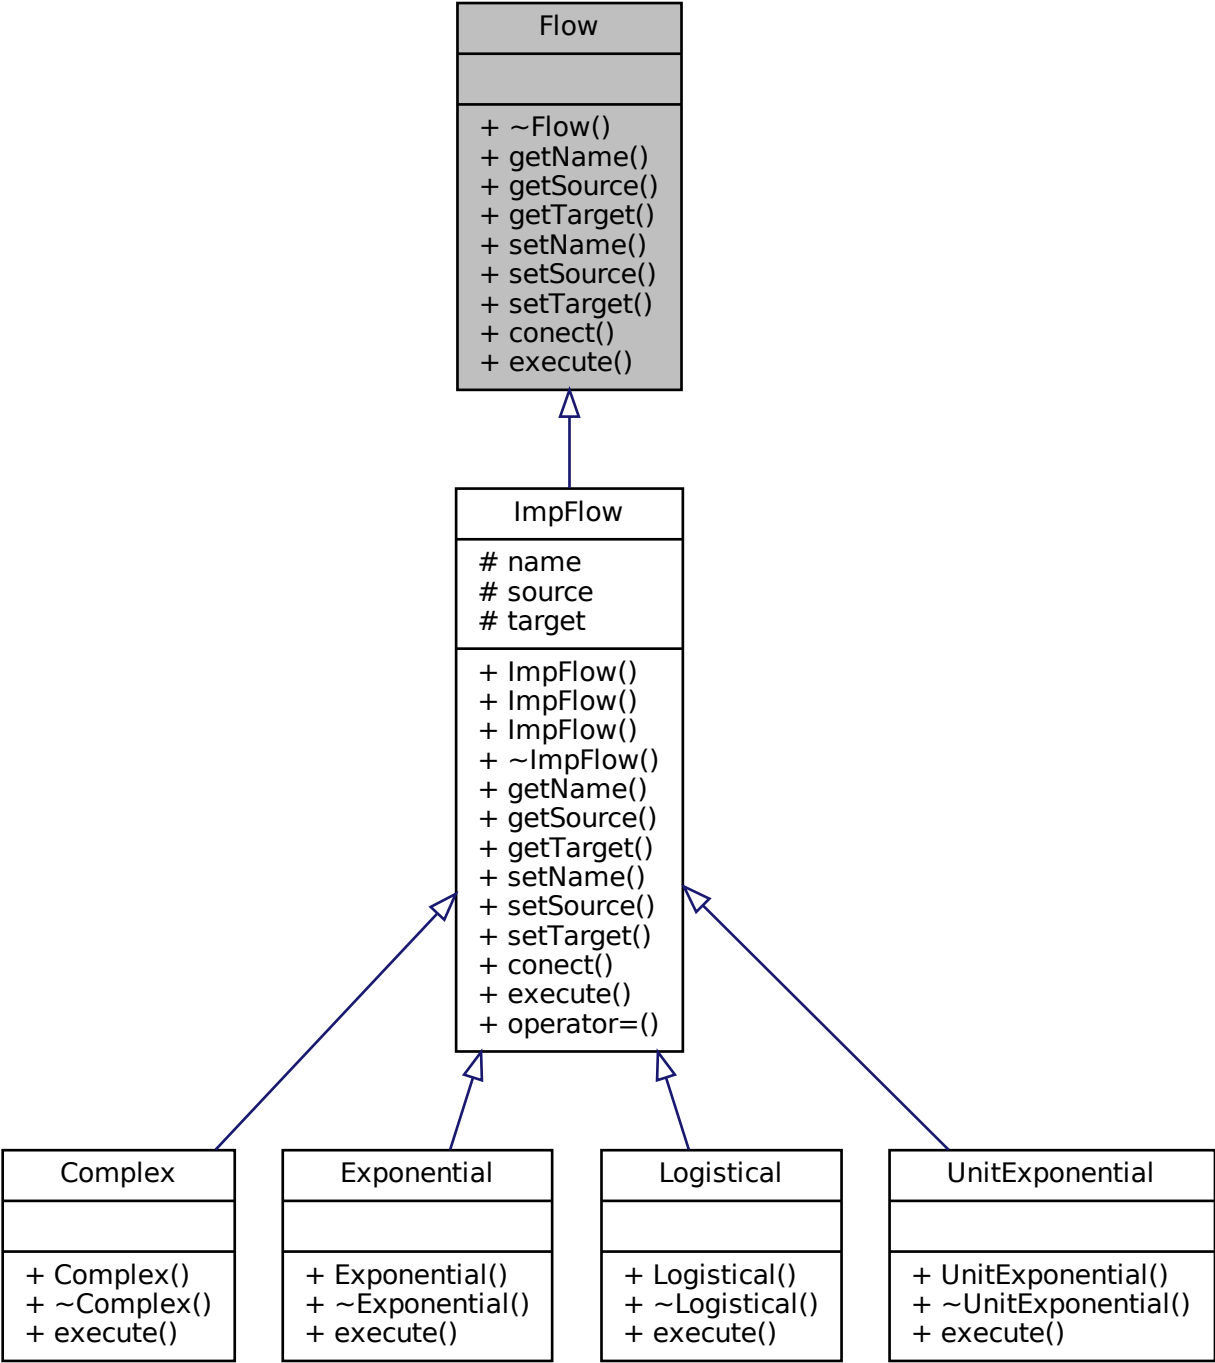 Flow
+ ~Flow()
+ getName()
+ getSource()
+ getTarget()
+ setName()
+ setSource()
+ setTarget()
+ conect()
+ execute()
ImpFlow
# name
# source
# target
+ ImpFlow()
+ ImpFlow()
+ ImpFlow()
+ ~ImpFlow()
+ getName()
+ getSource()
+ getTarget()
+ setName()
+ setSource()
+ setTarget()
+ conect()
+ execute()
+ operator=()
Complex
+ Complex()
+ ~Complex()
+ execute()
Exponential
+ Exponential()
+ ~Exponential()
+ execute()
Logistical
+ Logistical()
+ ~Logistical()
+ execute()
UnitExponential
+ UnitExponential()
+ ~UnitExponential()
+ execute()